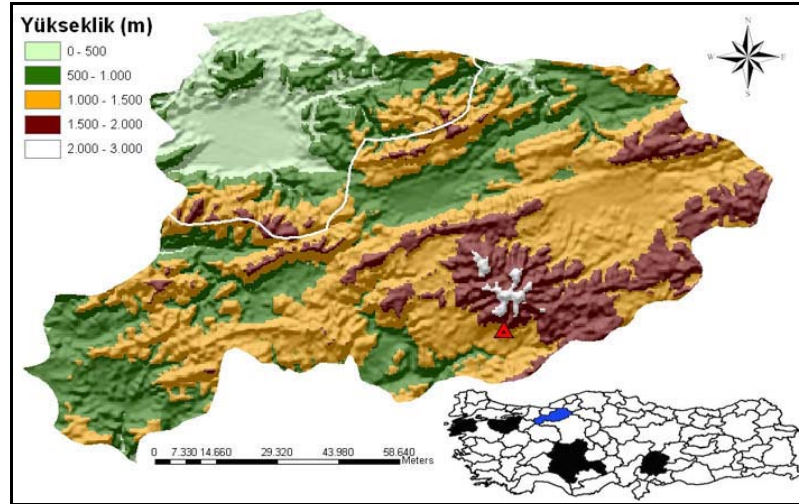 Yükseklik (m)
0 - 500
500 - 1.000
1.000 - 1.500
1.500 - 2.000
2.000 - 3.000
N
W E
S
0 7.330 14.660 29.320 43.980 58.640
Meters